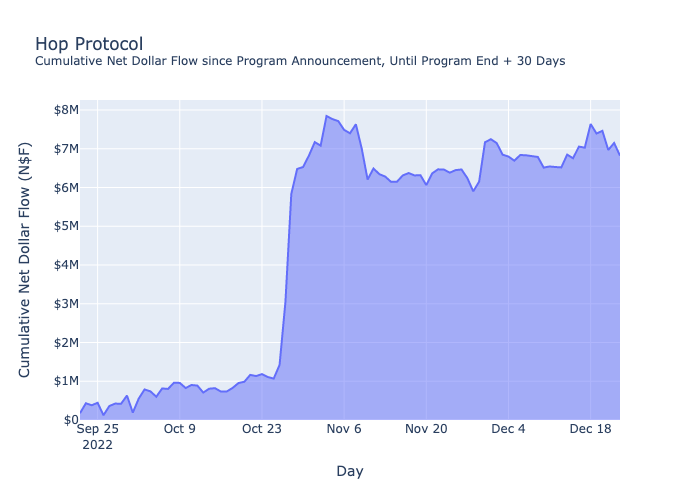 Hop Protocol
Cumulative Net Dollar Flow since Program Announcement, Until Program End + 30 Days
Cumulative Net Dollar Flow (N$F)
$8M
$7M
$6M
$5M
$4M
$3M
$2M
$1M
$0
Sep 25 Oct 9 Oct 23 Nov 6 Nov 20 Dec 4 Dec 18
2022
Day